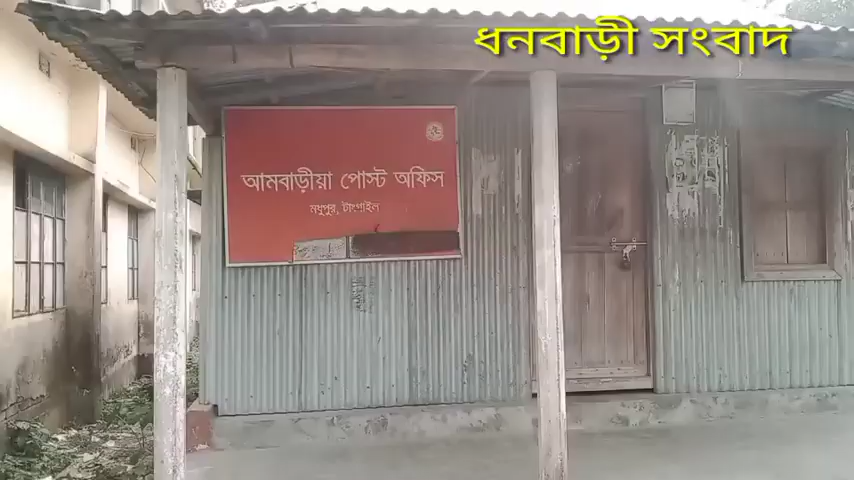 ধনবাড়ী সংবাদ
আমবাড়ীয়া পোস্ট অফিস
মধুপুর, টাংগাইল